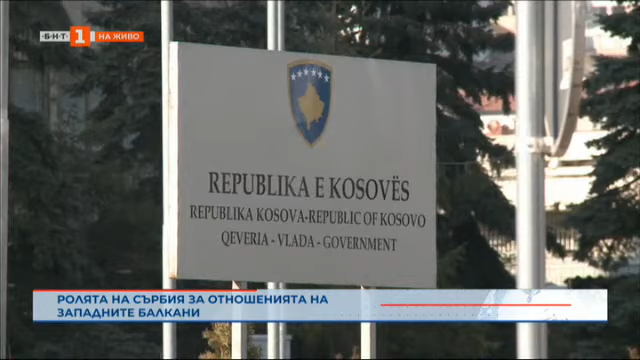 БНТ 1 НА ЖИВО
REPUBLIKA E KOSOVËS
REPUBLIKA KOSOVA-REPUBLIC OF KOSOVO
QEVERIA - VLADA - GOVERNMENT
РОЛЯТА НА СЪРБИЯ ЗА ОТНОШЕНИЯТА НА
ЗАПАДНИТЕ БАЛКАНИ